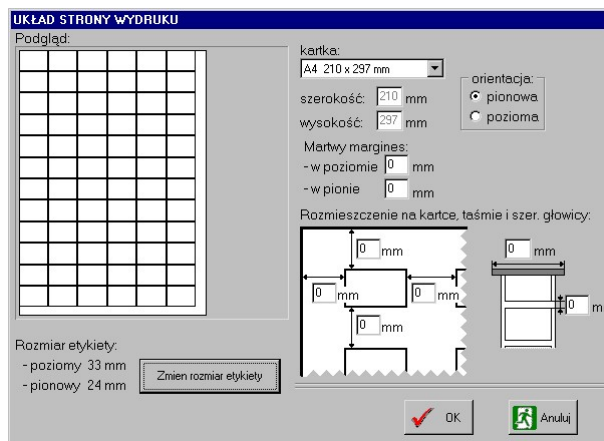 UKŁAD STRONY WYDRUKU
Podgląd:
kartka:
A4 210 x 297 mm
orientacja:
pionowa
pozioma
szerokość: 210 mm
wysokość: 297 mm
Martwy margines:
- w poziomie 0 mm
- w pionie 0 mm
Rozmieszczenie na kartce, taśmie i szer. głowicy:
0 mm
0 mm
0 mm
0 mm
0 mm
0 m
Rozmiar etykiety:
- poziomy 33 mm
- pionowy 24 mm
Zmien rozmiar etykiety
OK
Anuluj